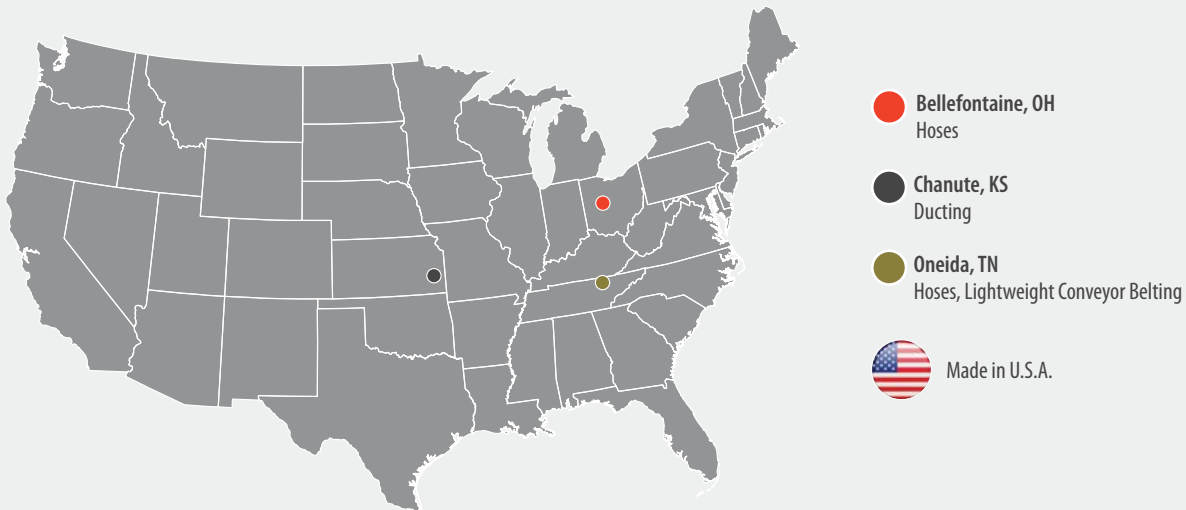 Bellefontaine, OH
Hoses
Chanute, KS
Ducting
Oneida, TN
Hoses, Lightweight Conveyor Belting
Made in U.S.A.